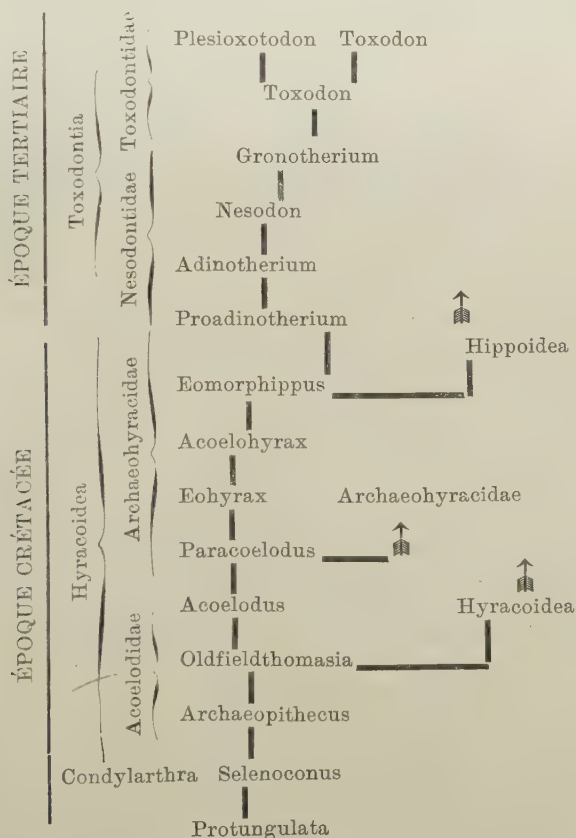 Plesioxotodon Toxodon
Toxodon
Gronotherium
Nesodon
Adinotherium
Proadinotherium
Hippoidea
Eomorphippus
Acoelohyrax
Eohyrax Archaeohyracidae
Paracoelodus
Acoelodus Hyracoidea
Oldfieldthomasia
Archaeopithecus
Condylarthra Selenoconus
Protungulata
ÉPOQUE TERTIAIRE
ÉPOQUE CRÉTACÉE
Toxodontia
Hyracoidea
Toxodontidae
Nesodontidae
Archaeohyracidae
Acoelodidae